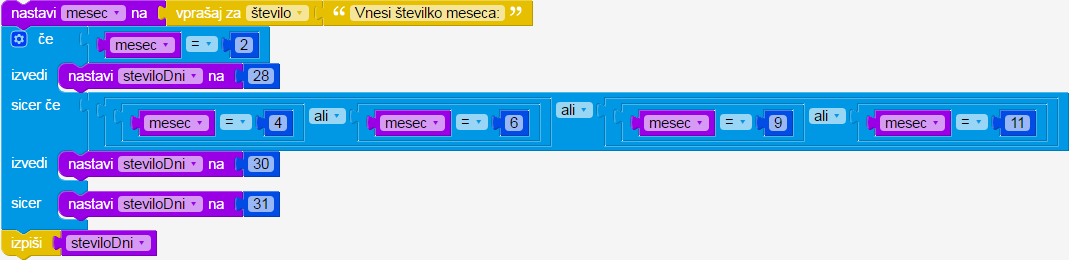 nastavi mesec na vprašaj za število “ Vnesi številko meseca: ”
če mesec = 2
izvedi nastavi steviloDni na 28
sicer če mesec = 4 ali mesec = 6 ali mesec = 9 ali mesec = 11
izvedi nastavi steviloDni na 30
sicer nastavi steviloDni na 31
izpiši steviloDni